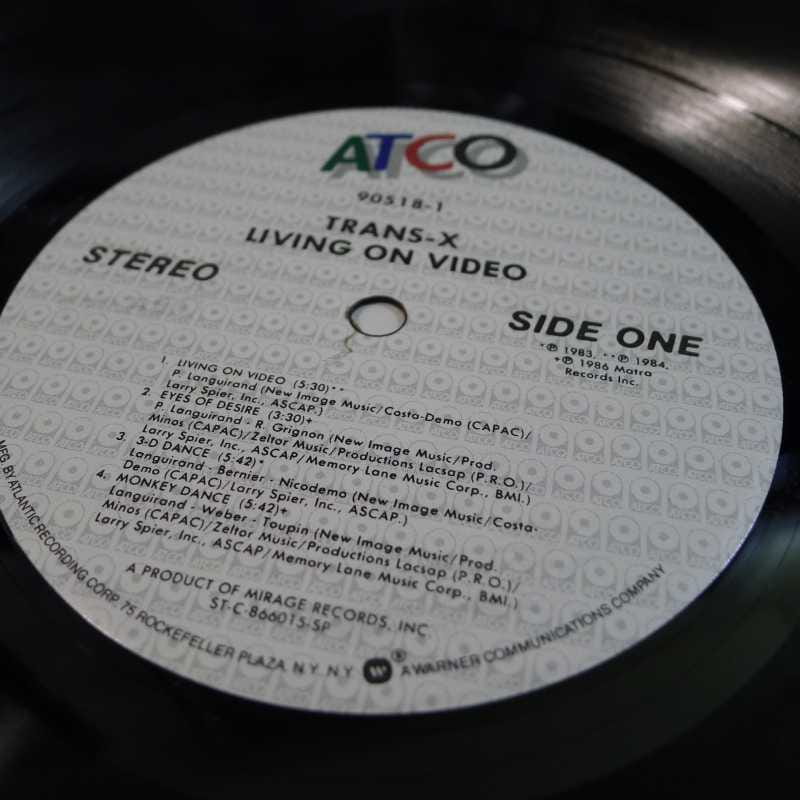 ATCO
90518-1
TRANS-X
LIVING ON VIDEO
STEREO
SIDE ONE
*℗ 1983. **℗ 1984.
+℗ 1986 Matra
Records Inc.
1. LIVING ON VIDEO (5:30)**
P. Languirand (New Image Music/Costa-Demo (CAPAC)/
Larry Spier, Inc., ASCAP.)
2. EYES OF DESIRE (3:30)+
P. Languirand - R. Grignon (New Image Music/Prod.
Minos (CAPAC)/Zeltor Music/Productions Lacsap (P.R.O.)/
Larry Spier, Inc., ASCAP/Memory Lane Music Corp., BMI.)
3. 3-D DANCE (5:42)*
Languirand - Bernier - Nicodemo (New Image Music/Costa-
Demo (CAPAC)/Larry Spier, Inc., ASCAP.)
4. MONKEY DANCE (5:42)+
Languirand - Weber - Toupin (New Image Music/Prod.
Minos (CAPAC)/Zeltor Music/Productions Lacsap (P.R.O.)/
Larry Spier, Inc., ASCAP/Memory Lane Music Corp., BMI.)
A PRODUCT OF MIRAGE RECORDS, INC.
ST-C-866015-SP
MFG. BY ATLANTIC RECORDING CORP. 75 ROCKEFELLER PLAZA, N.Y. N.Y. ® A WARNER COMMUNICATIONS COMPANY